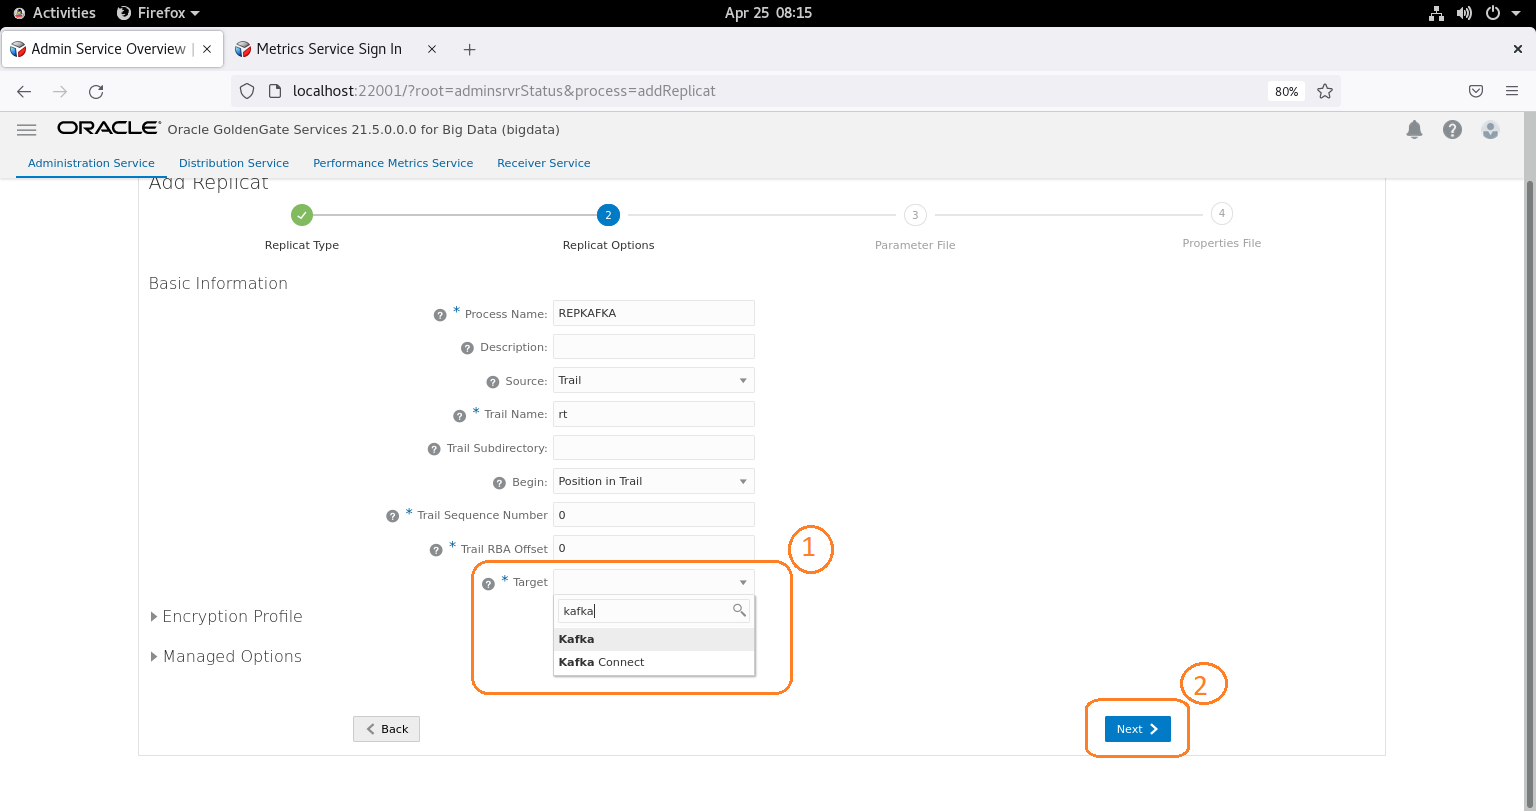 Activities Firefox Apr 25 08:15
Admin Service Overview | × Metrics Service Sign In × + ×
localhost:22001/?root=adminsrvrStatus&process=addReplicat 80%
ORACLE Oracle GoldenGate Services 21.5.0.0.0 for Big Data (bigdata) ?
Administration Service Distribution Service Performance Metrics Service Receiver Service
Add Replicat
2 3 4
Replicat Type Replicat Options Parameter File Properties File
Basic Information
? * Process Name: REPKAFKA
? Description:
? Source: Trail
? * Trail Name: rt
? Trail Subdirectory:
? Begin: Position in Trail
? * Trail Sequence Number 0
? * Trail RBA Offset 0
1
? * Target
kafka
Encryption Profile
Kafka
Managed Options
Kafka Connect
2
Back Next